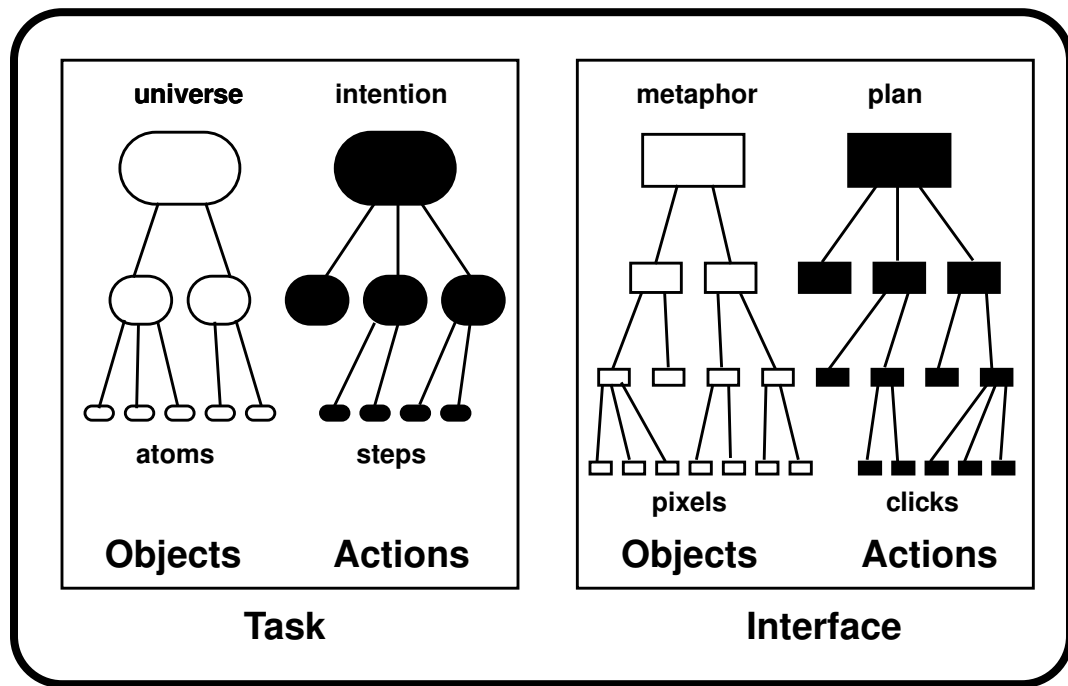 universe intention
metaphor plan
atoms steps
pixels clicks
Objects Actions
Objects Actions
Task
Interface